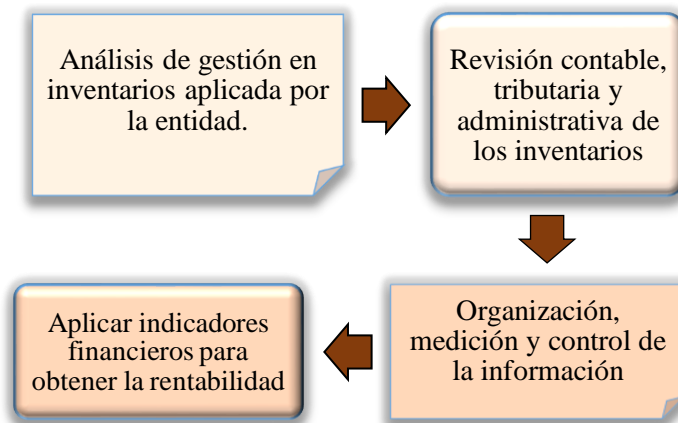 Análisis de gestión en
inventarios aplicada por
la entidad.
Revisión contable,
tributaria y
administrativa de
los inventarios
Organización,
medición y control de
la información
Aplicar indicadores
financieros para
obtener la rentabilidad